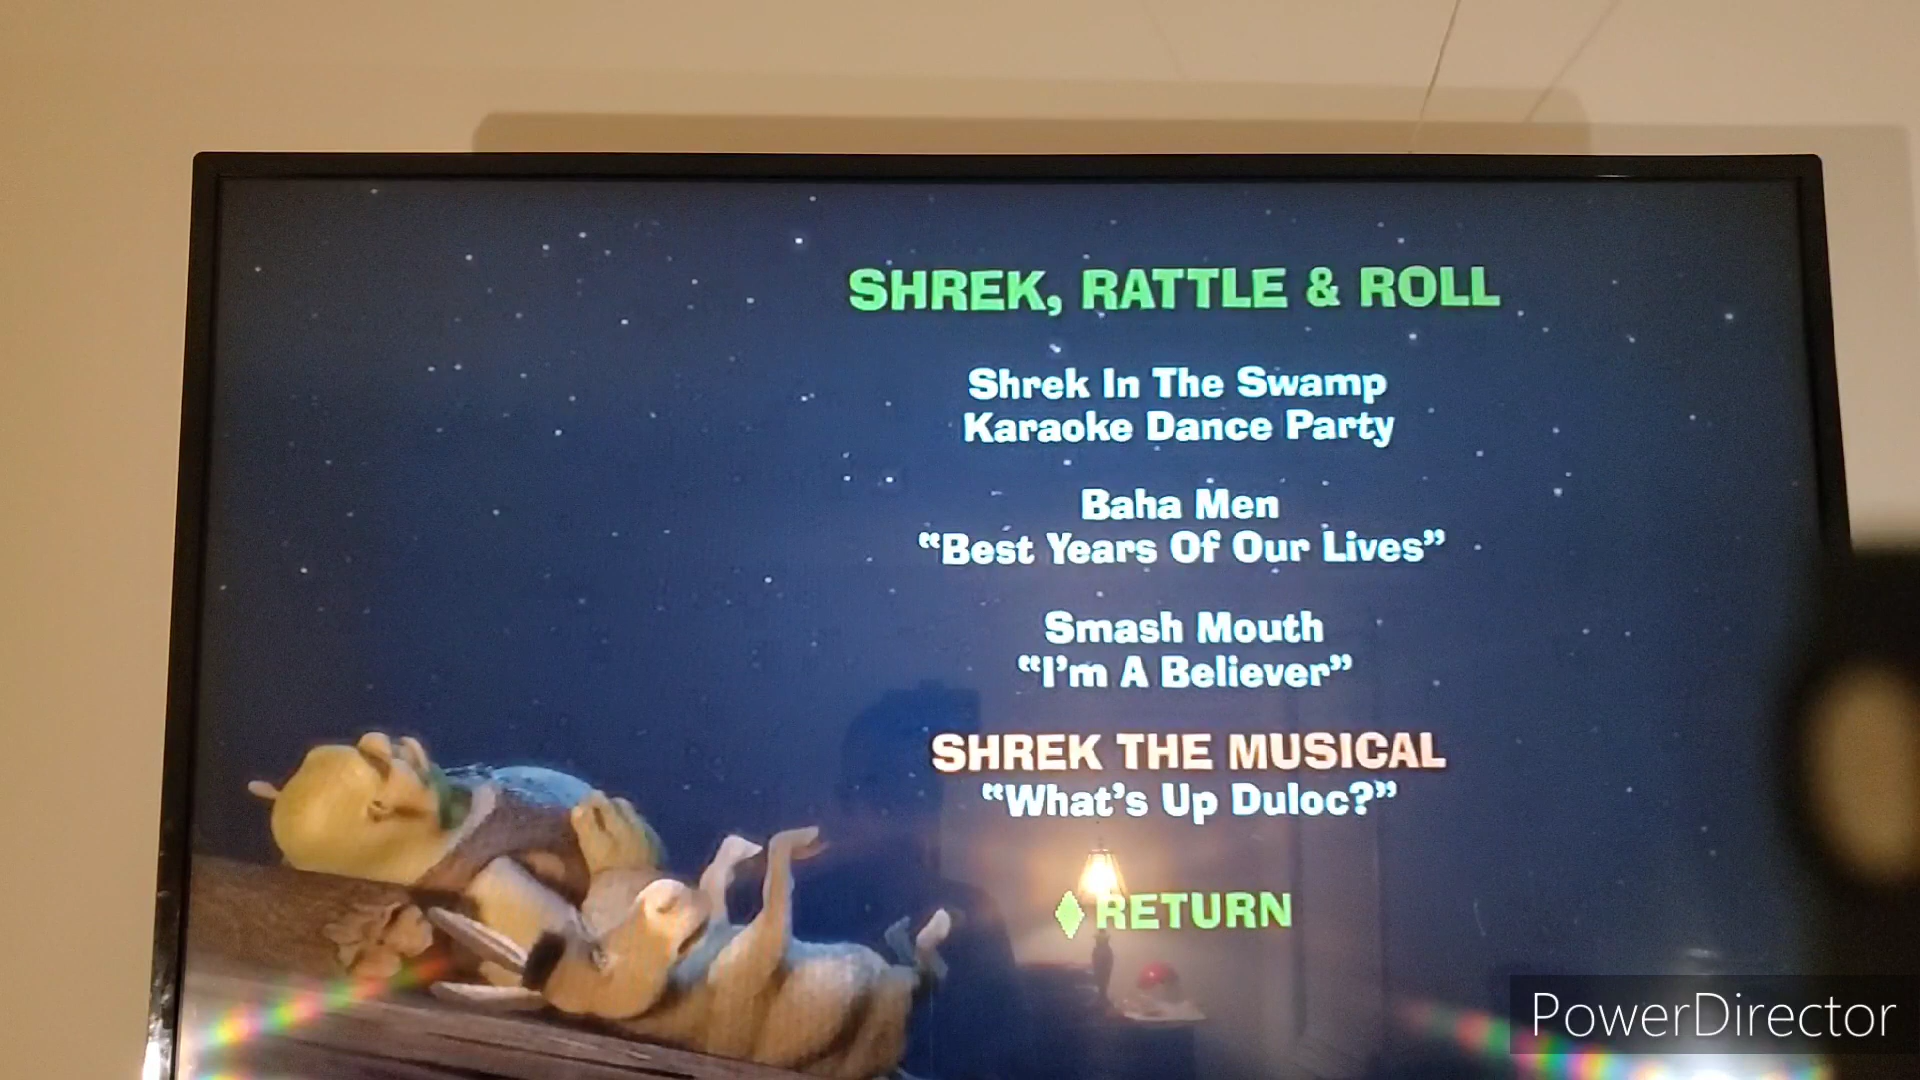 SHREK, RATTLE & ROLL
Shrek In The Swamp
Karaoke Dance Party
Baha Men
“Best Years Of Our Lives”
Smash Mouth
“I’m A Believer”
SHREK THE MUSICAL
“What’s Up Duloc?”
RETURN
PowerDirector